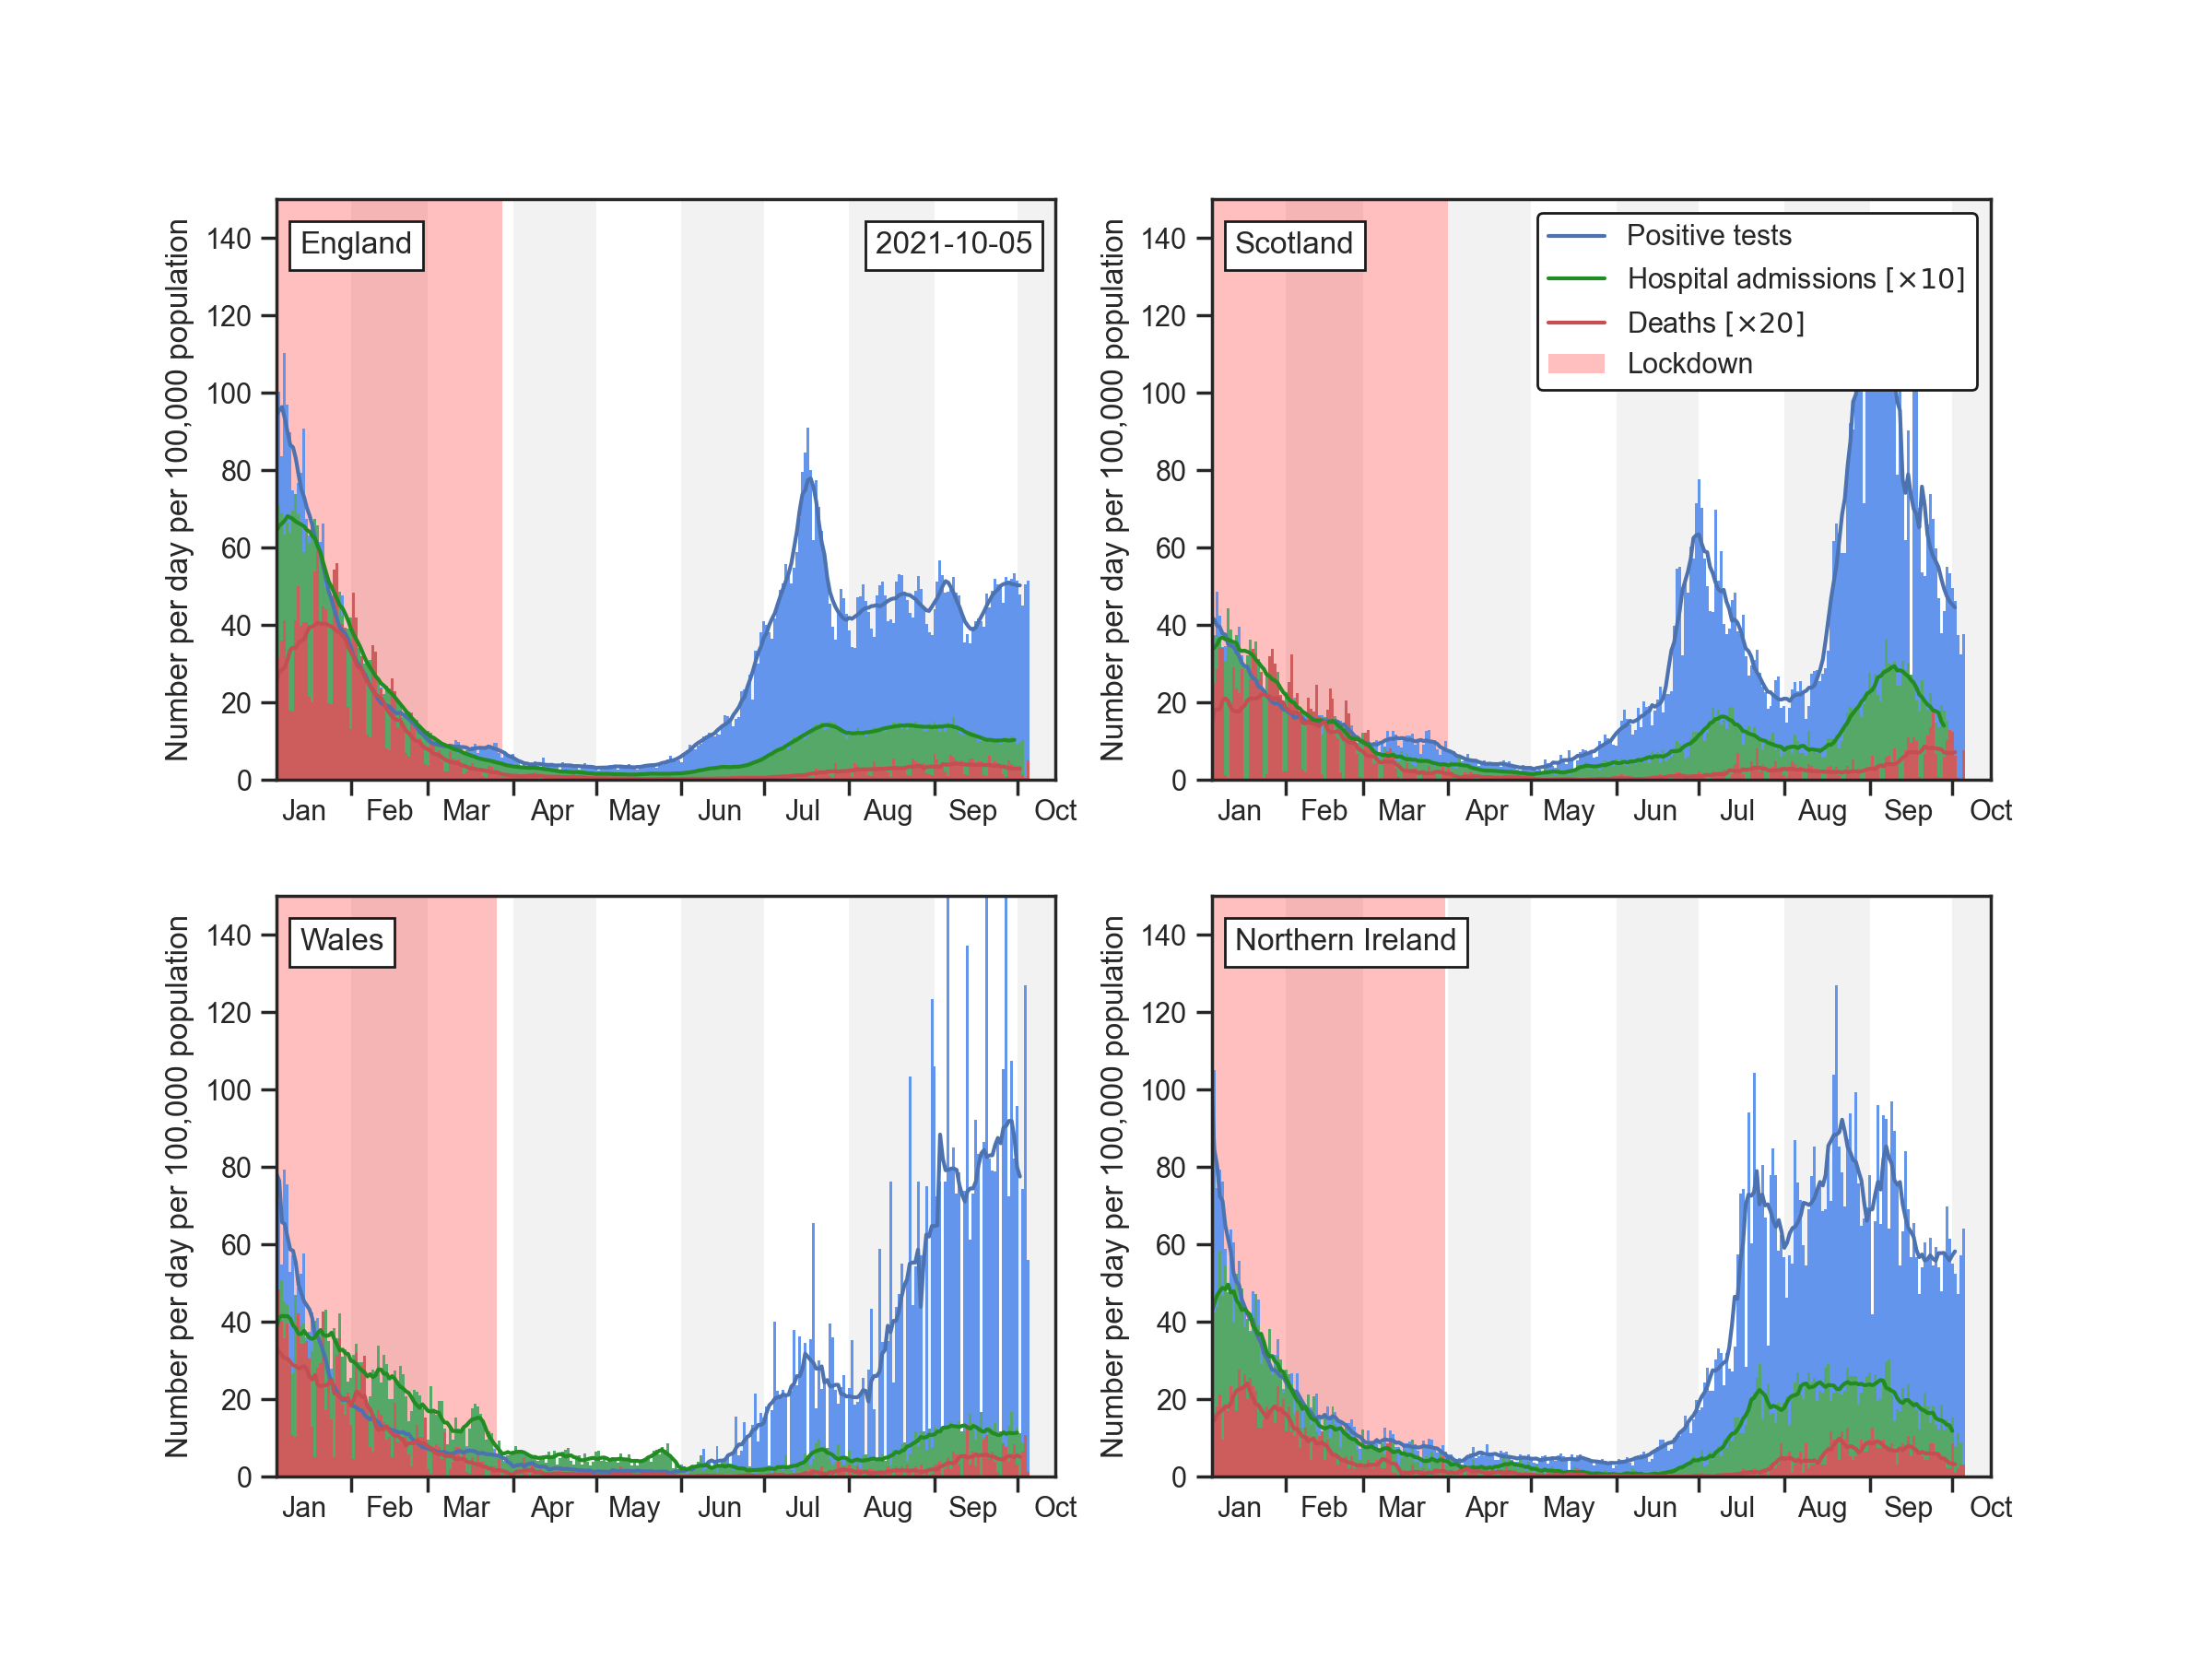 England
2021-10-05
Number per day per 100,000 population
140
120
100
80
60
40
20
0
Jan Feb Mar Apr May Jun Jul Aug Sep Oct
Scotland
Positive tests
Hospital admissions [×10]
Deaths [×20]
Lockdown
Number per day per 100,000 population
140
120
100
80
60
40
20
0
Jan Feb Mar Apr May Jun Jul Aug Sep Oct
Wales
Number per day per 100,000 population
140
120
100
80
60
40
20
0
Jan Feb Mar Apr May Jun Jul Aug Sep Oct
Northern Ireland
Number per day per 100,000 population
140
120
100
80
60
40
20
0
Jan Feb Mar Apr May Jun Jul Aug Sep Oct